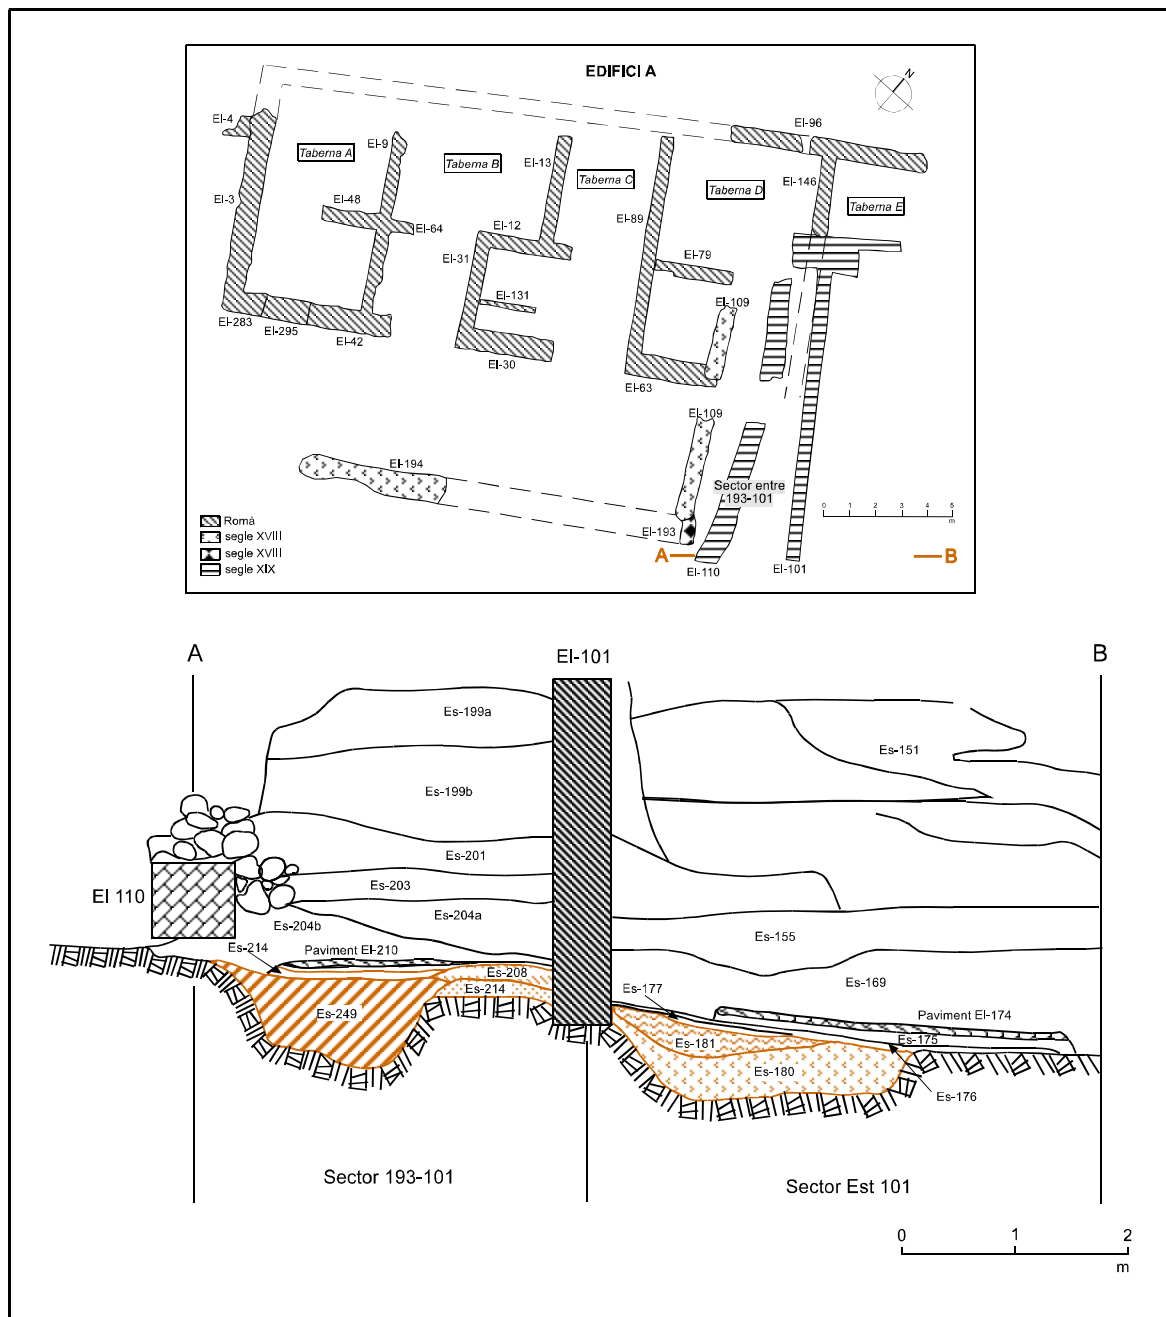 EDIFICI A
N
El-4
El-96
El-9
El-13
Taberna A
Taberna B
Taberna C
Taberna D
El-146
Taberna E
El-3
El-48
El-64
El-12
El-89
El-31
El-79
El-131
El-109
El-283
El-295
El-42
El-30
El-63
El-109
El-194
Sector entre
193-101
Romà
segle XVIII
segle XVIII
segle XIX
El-193
A
El-110
El-101
B
0 1 2 3 4 5
m
A
El-101
B
Es-199a
Es-151
Es-199b
Es-201
Es-203
El 110
Es-204a
Es-204b
Es-155
Es-214
Paviment El-210
Es-208
Es-214
Es-177
Es-169
Es-249
Paviment El-174
Es-175
Es-181
Es-180
Es-176
Sector 193-101
Sector Est 101
0 1 2
m